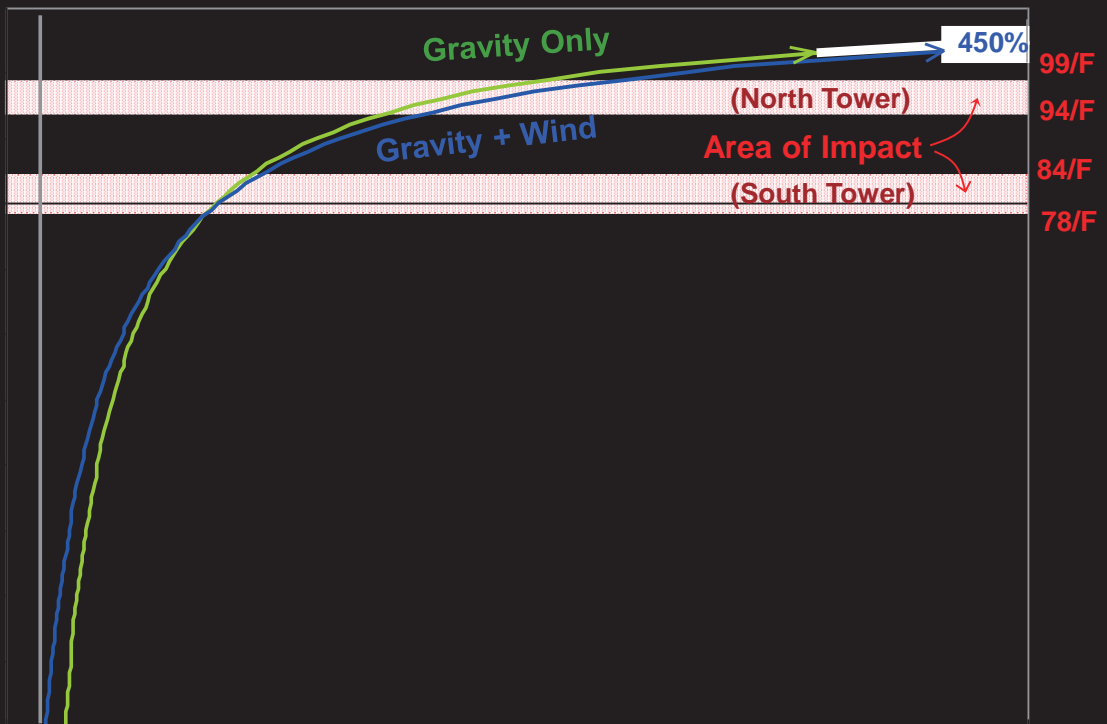 Gravity Only
450%
99/F
(North Tower)
94/F
Gravity + Wind
Area of Impact
84/F
(South Tower)
78/F